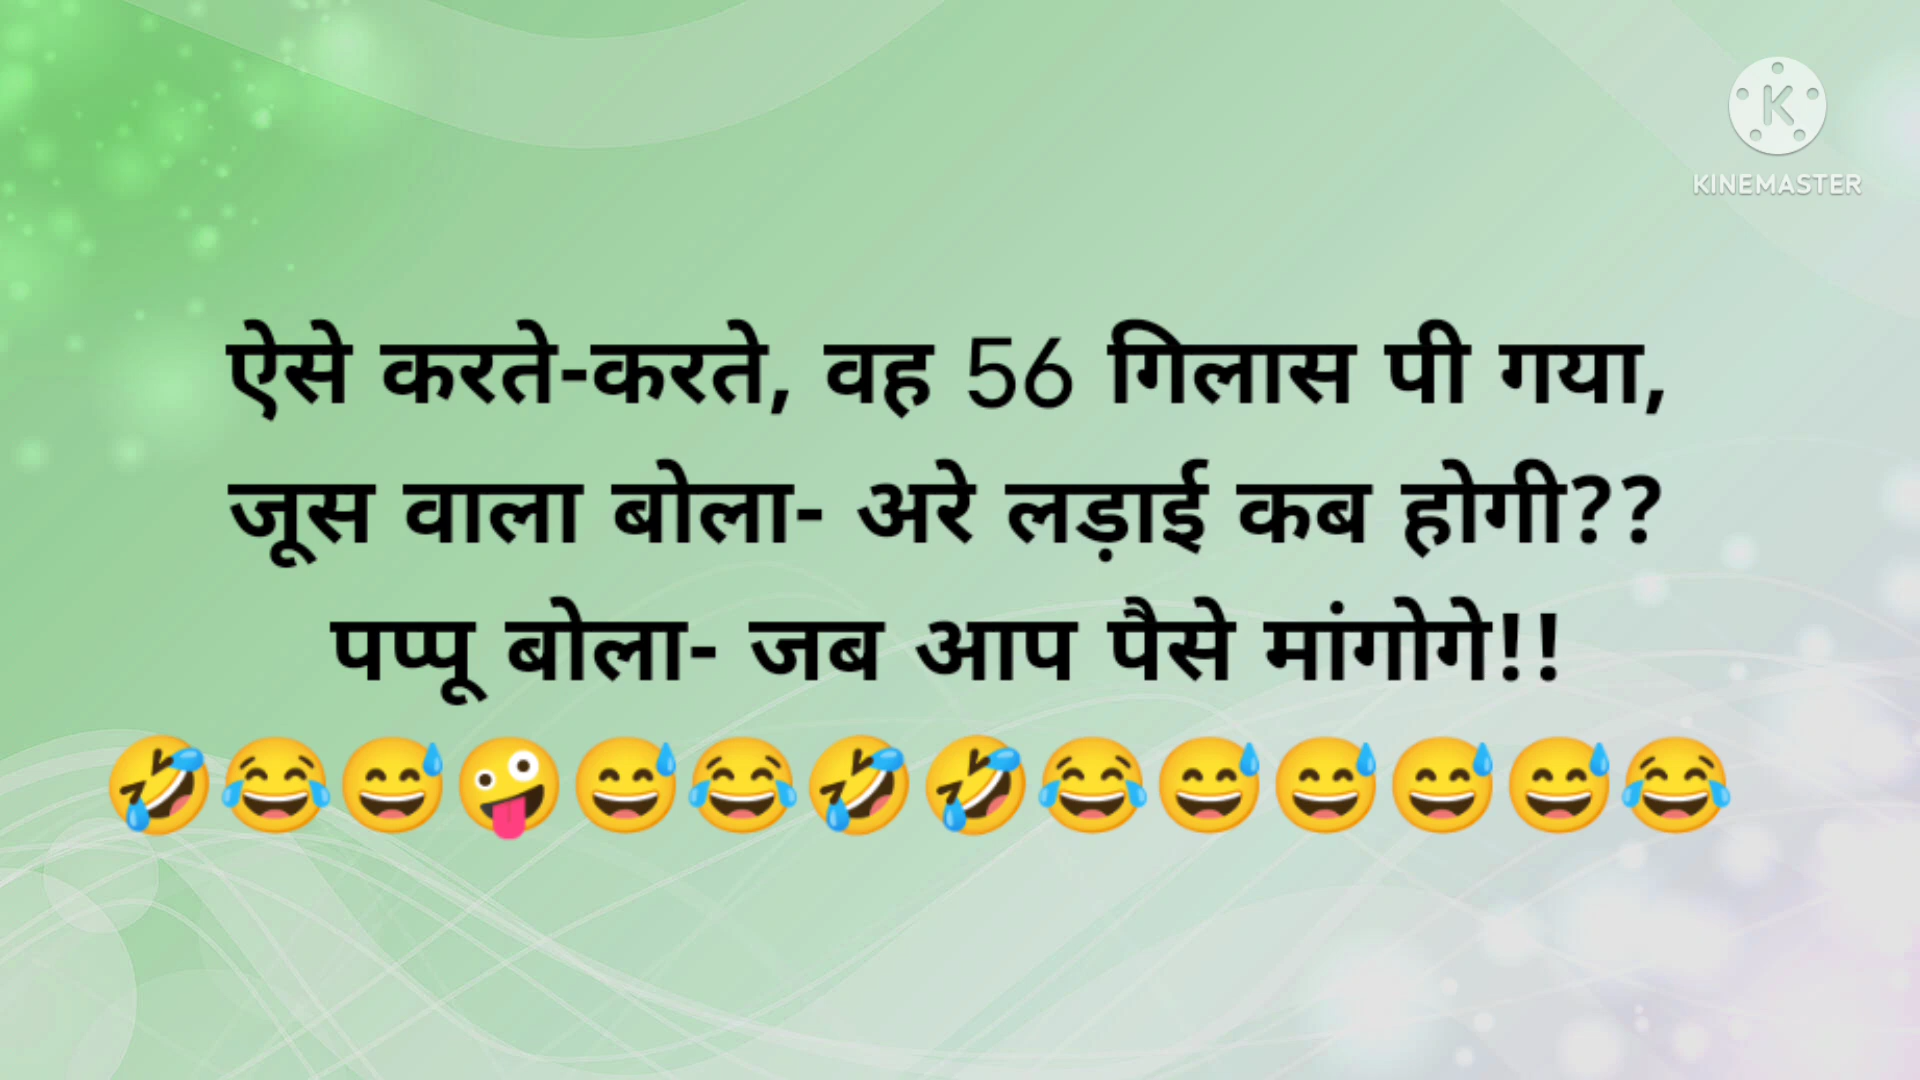 KINEMASTER
ऐसे करते-करते, वह 56 गिलास पी गया,
जूस वाला बोला- अरे लड़ाई कब होगी??
पप्पू बोला- जब आप पैसे मांगोगे!!
🤣😂😅🤪😅😂🤣🤣😂😅😅😅😅😂